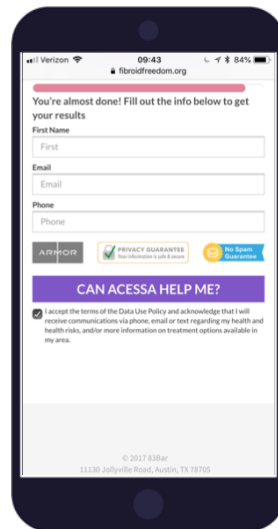 Verizon 09:43 84%
fibroidfreedom.org
You're almost done! Fill out the info below to get
your results
First Name
First
Email
Email
Phone
Phone
ARMOR PRIVACY GUARANTEE Your information is safe & secure No Spam Guarantee
CAN ACESSA HELP ME?
I accept the terms of the Data Use Policy and acknowledge that I will
receive communications via phone, email or text regarding my health and
health risks, and/or more information on treatment options available in
my area.
© 2017 83Bar
11130 Jollyville Road, Austin, TX 78705